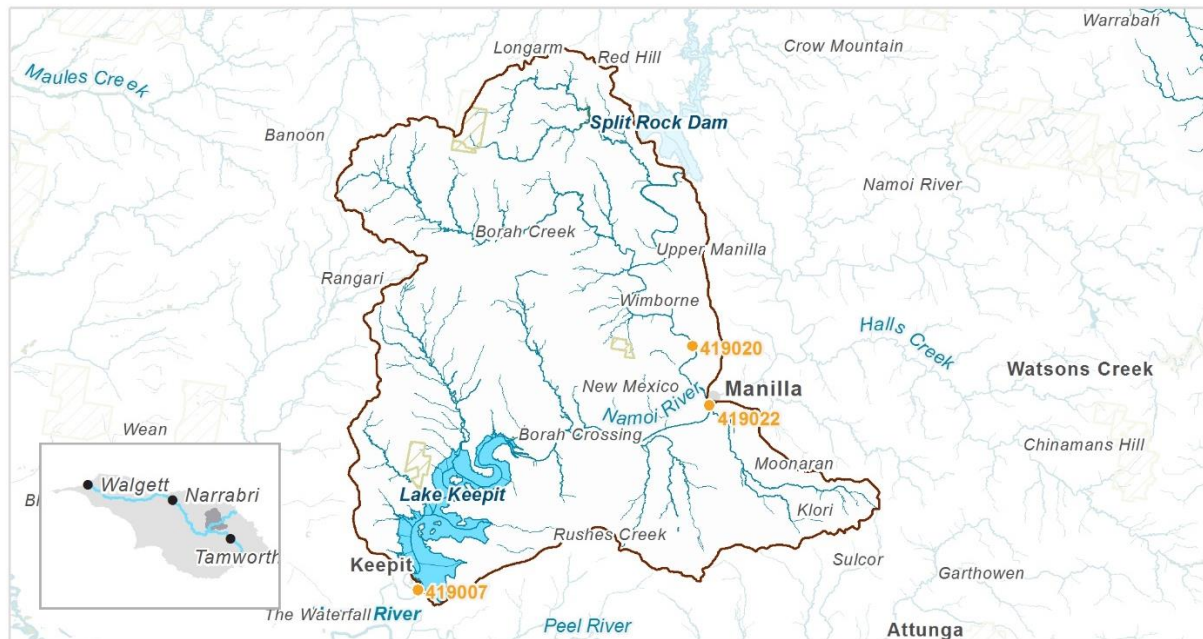 Warrabah
Longarm
Red Hill
Crow Mountain
Maules Creek
Banoon
Split Rock Dam
Namoi River
Borah Creek
Upper Manilla
Rangari
Wimborne
Halls Creek
419020
Watsons Creek
New Mexico
Manilla
Namoi River
419022
Wean
Borah Crossing
Chinamans Hill
Moonaran
Walgett
Narrabri
Bl
Lake Keepit
Klori
Tamworth
Rushes Creek
Keepit
Sulcor
Garthowen
419007
The Waterfall
River
Peel River
Attunga